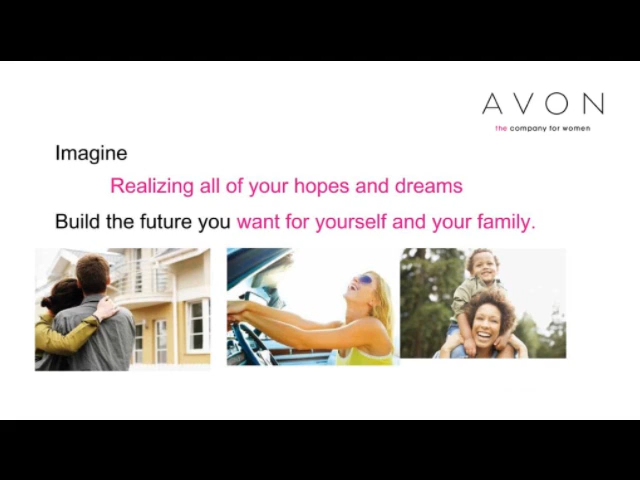 AVON
the company for women
Imagine
Realizing all of your hopes and dreams
Build the future you want for yourself and your family.